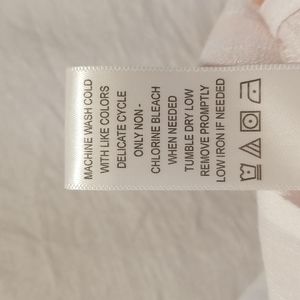 MACHINE WASH COLD
WITH LIKE COLORS
DELICATE CYCLE
ONLY NON -
CHLORINE BLEACH
WHEN NEEDED
TUMBLE DRY LOW
REMOVE PROMPTLY
LOW IRON IF NEEDED